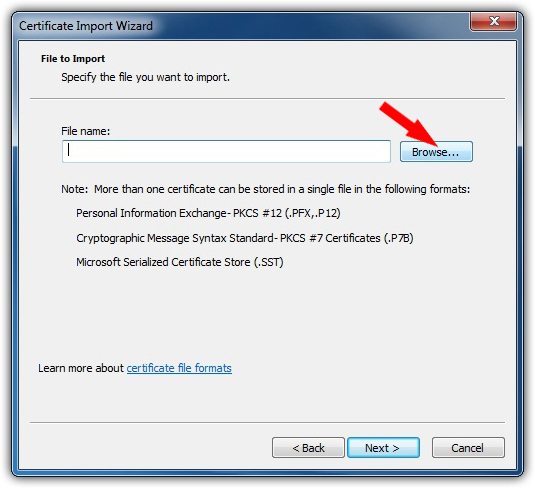 Certificate Import Wizard
File to Import
Specify the file you want to import.
File name:
Browse...
Note: More than one certificate can be stored in a single file in the following formats:
Personal Information Exchange- PKCS #12 (.PFX,.P12)
Cryptographic Message Syntax Standard- PKCS #7 Certificates (.P7B)
Microsoft Serialized Certificate Store (.SST)
Learn more about certificate file formats
< Back
Next >
Cancel